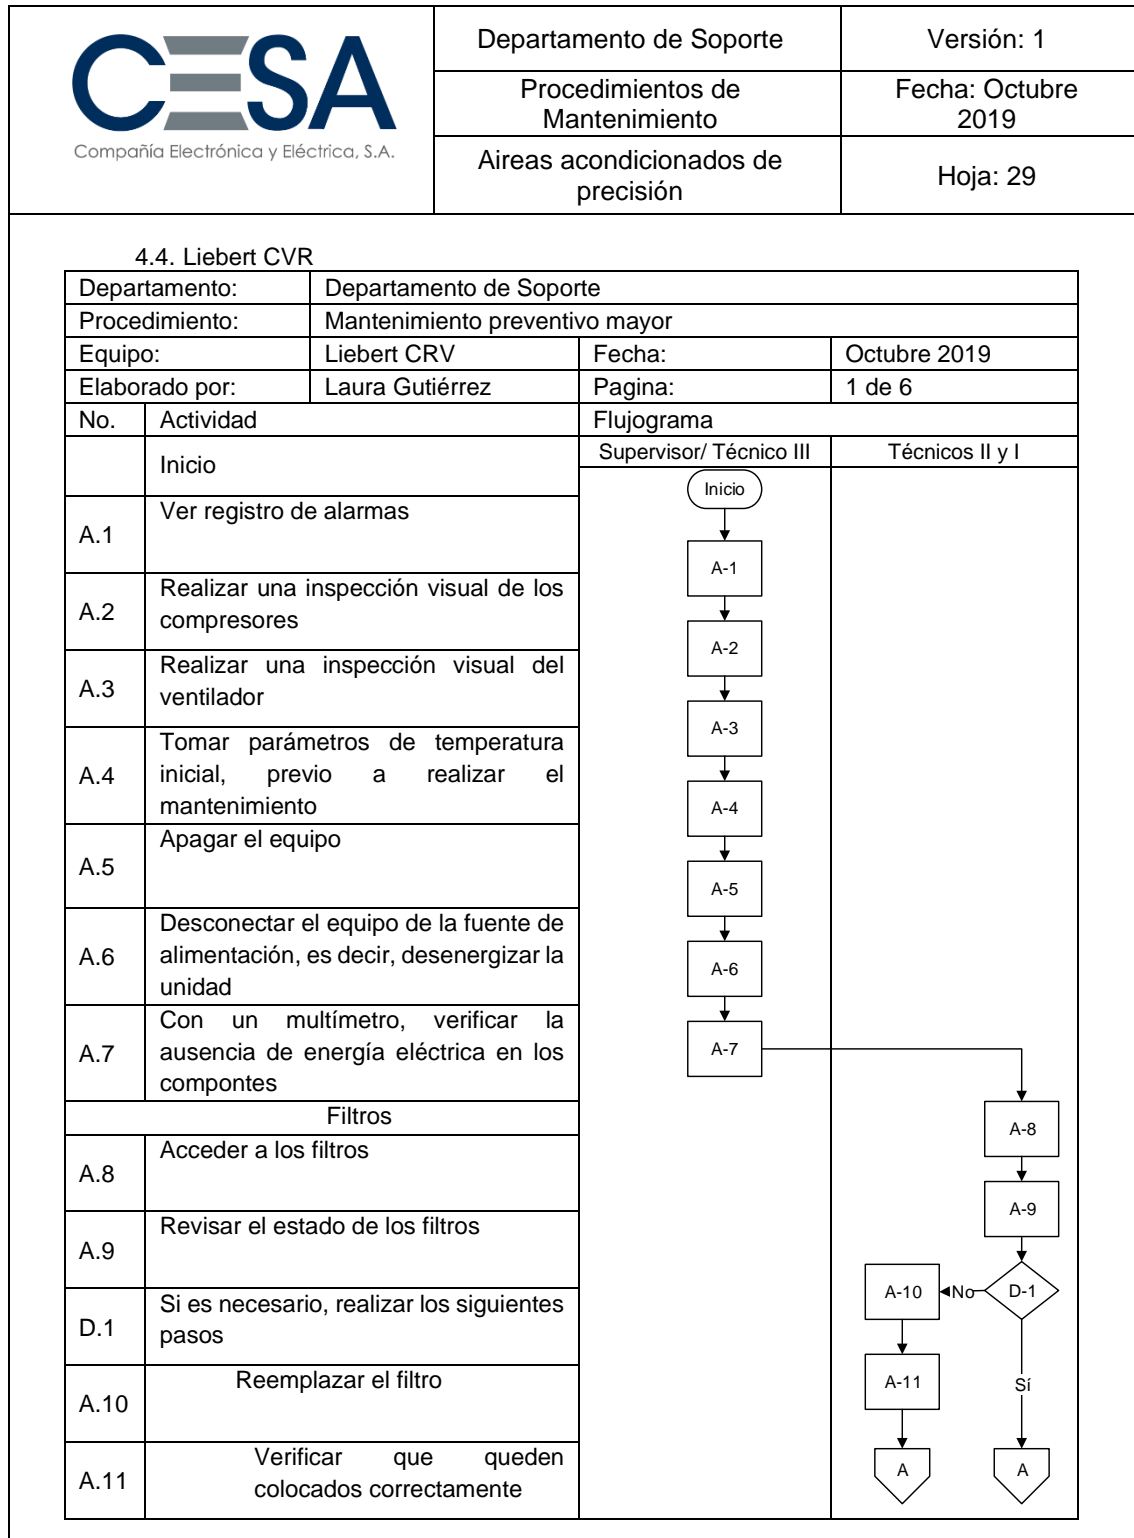 CESA
Compañía Electrónica y Eléctrica, S.A.
Departamento de Soporte
Versión: 1
Procedimientos de
Mantenimiento
Fecha: Octubre
2019
Aireas acondicionados de
precisión
Hoja: 29
4.4. Liebert CVR
Departamento:
Departamento de Soporte
Procedimiento:
Mantenimiento preventivo mayor
Equipo:
Liebert CRV
Fecha:
Octubre 2019
Elaborado por:
Laura Gutiérrez
Pagina:
1 de 6
No.
Actividad
Flujograma
Inicio
Supervisor/ Técnico III
Técnicos II y I
A.1
Ver registro de alarmas
A.2
Realizar una inspección visual de los
compresores
A.3
Realizar una inspección visual del
ventilador
A.4
Tomar parámetros de temperatura
inicial, previo a realizar el
mantenimiento
A.5
Apagar el equipo
A.6
Desconectar el equipo de la fuente de
alimentación, es decir, desenergizar la
unidad
A.7
Con un multímetro, verificar la
ausencia de energía eléctrica en los
compontes
Filtros
A.8
Acceder a los filtros
A.9
Revisar el estado de los filtros
D.1
Si es necesario, realizar los siguientes
pasos
A.10
Reemplazar el filtro
A.11
Verificar que queden
colocados correctamente
Inicio
A-1
A-2
A-3
A-4
A-5
A-6
A-7
A-8
A-9
D-1
No
A-10
A-11
Sí
A
A